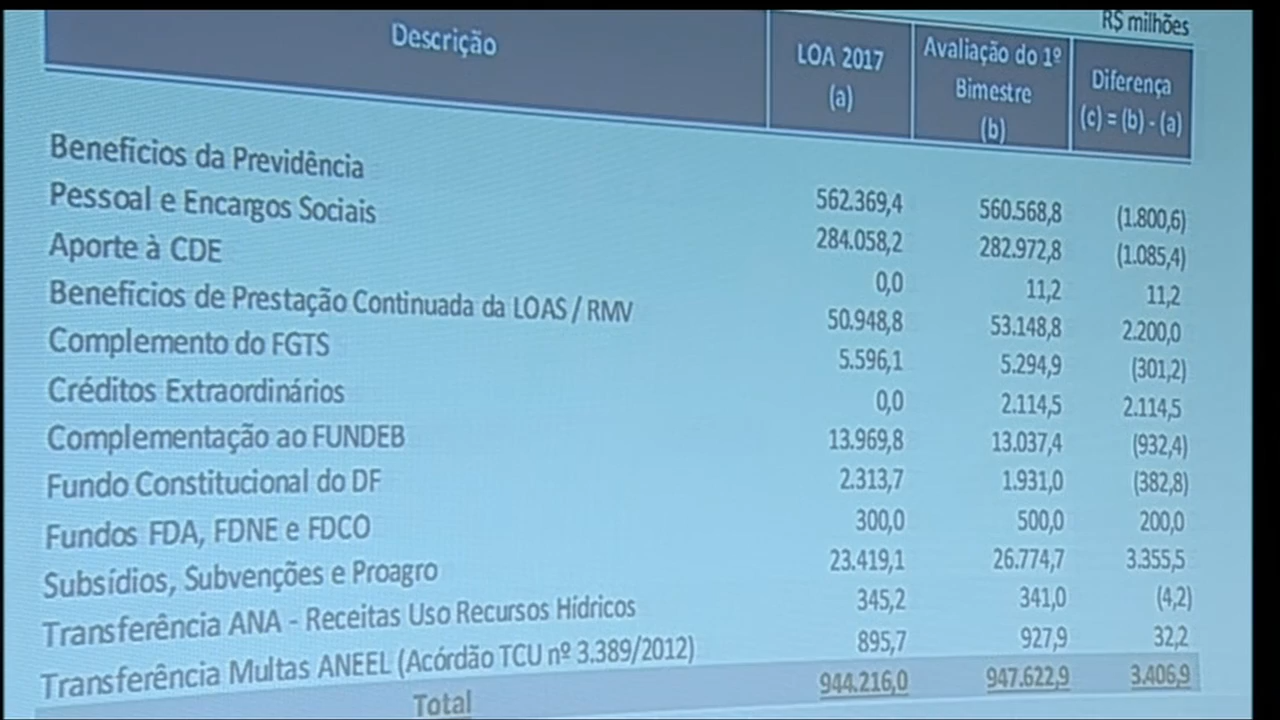 R$ milhões
Descrição LOA 2017 (a) Avaliação do 1º Bimestre (b) Diferença (c) = (b) - (a)
Benefícios da Previdência 562.369,4 560.568,8 (1.800,6)
Pessoal e Encargos Sociais 284.058,2 282.972,8 (1.085,4)
Aporte à CDE 0,0 11,2 11,2
Benefícios de Prestação Continuada da LOAS / RMV 50.948,8 53.148,8 2.200,0
Complemento do FGTS 5.596,1 5.294,9 (301,2)
Créditos Extraordinários 0,0 2.114,5 2.114,5
Complementação ao FUNDEB 13.969,8 13.037,4 (932,4)
Fundo Constitucional do DF 2.313,7 1.931,0 (382,8)
Fundos FDA, FDNE e FDCO 300,0 500,0 200,0
Subsídios, Subvenções e Proagro 23.419,1 26.774,7 3.355,5
Transferência ANA - Receitas Uso Recursos Hídricos 345,2 341,0 (4,2)
Transferência Multas ANEEL (Acórdão TCU nº 3.389/2012) 895,7 927,9 32,2
Total 944.216,0 947.622,9 3.406,9